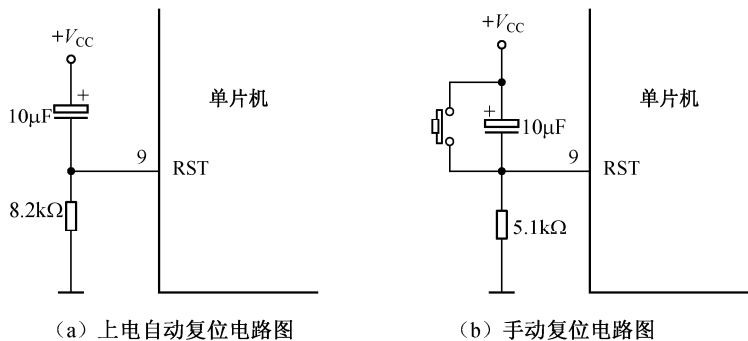 +VCC
+
10μF
单片机
9
RST
8.2kΩ
(a) 上电自动复位电路图
+VCC
+
10μF
单片机
9
RST
5.1kΩ
(b) 手动复位电路图